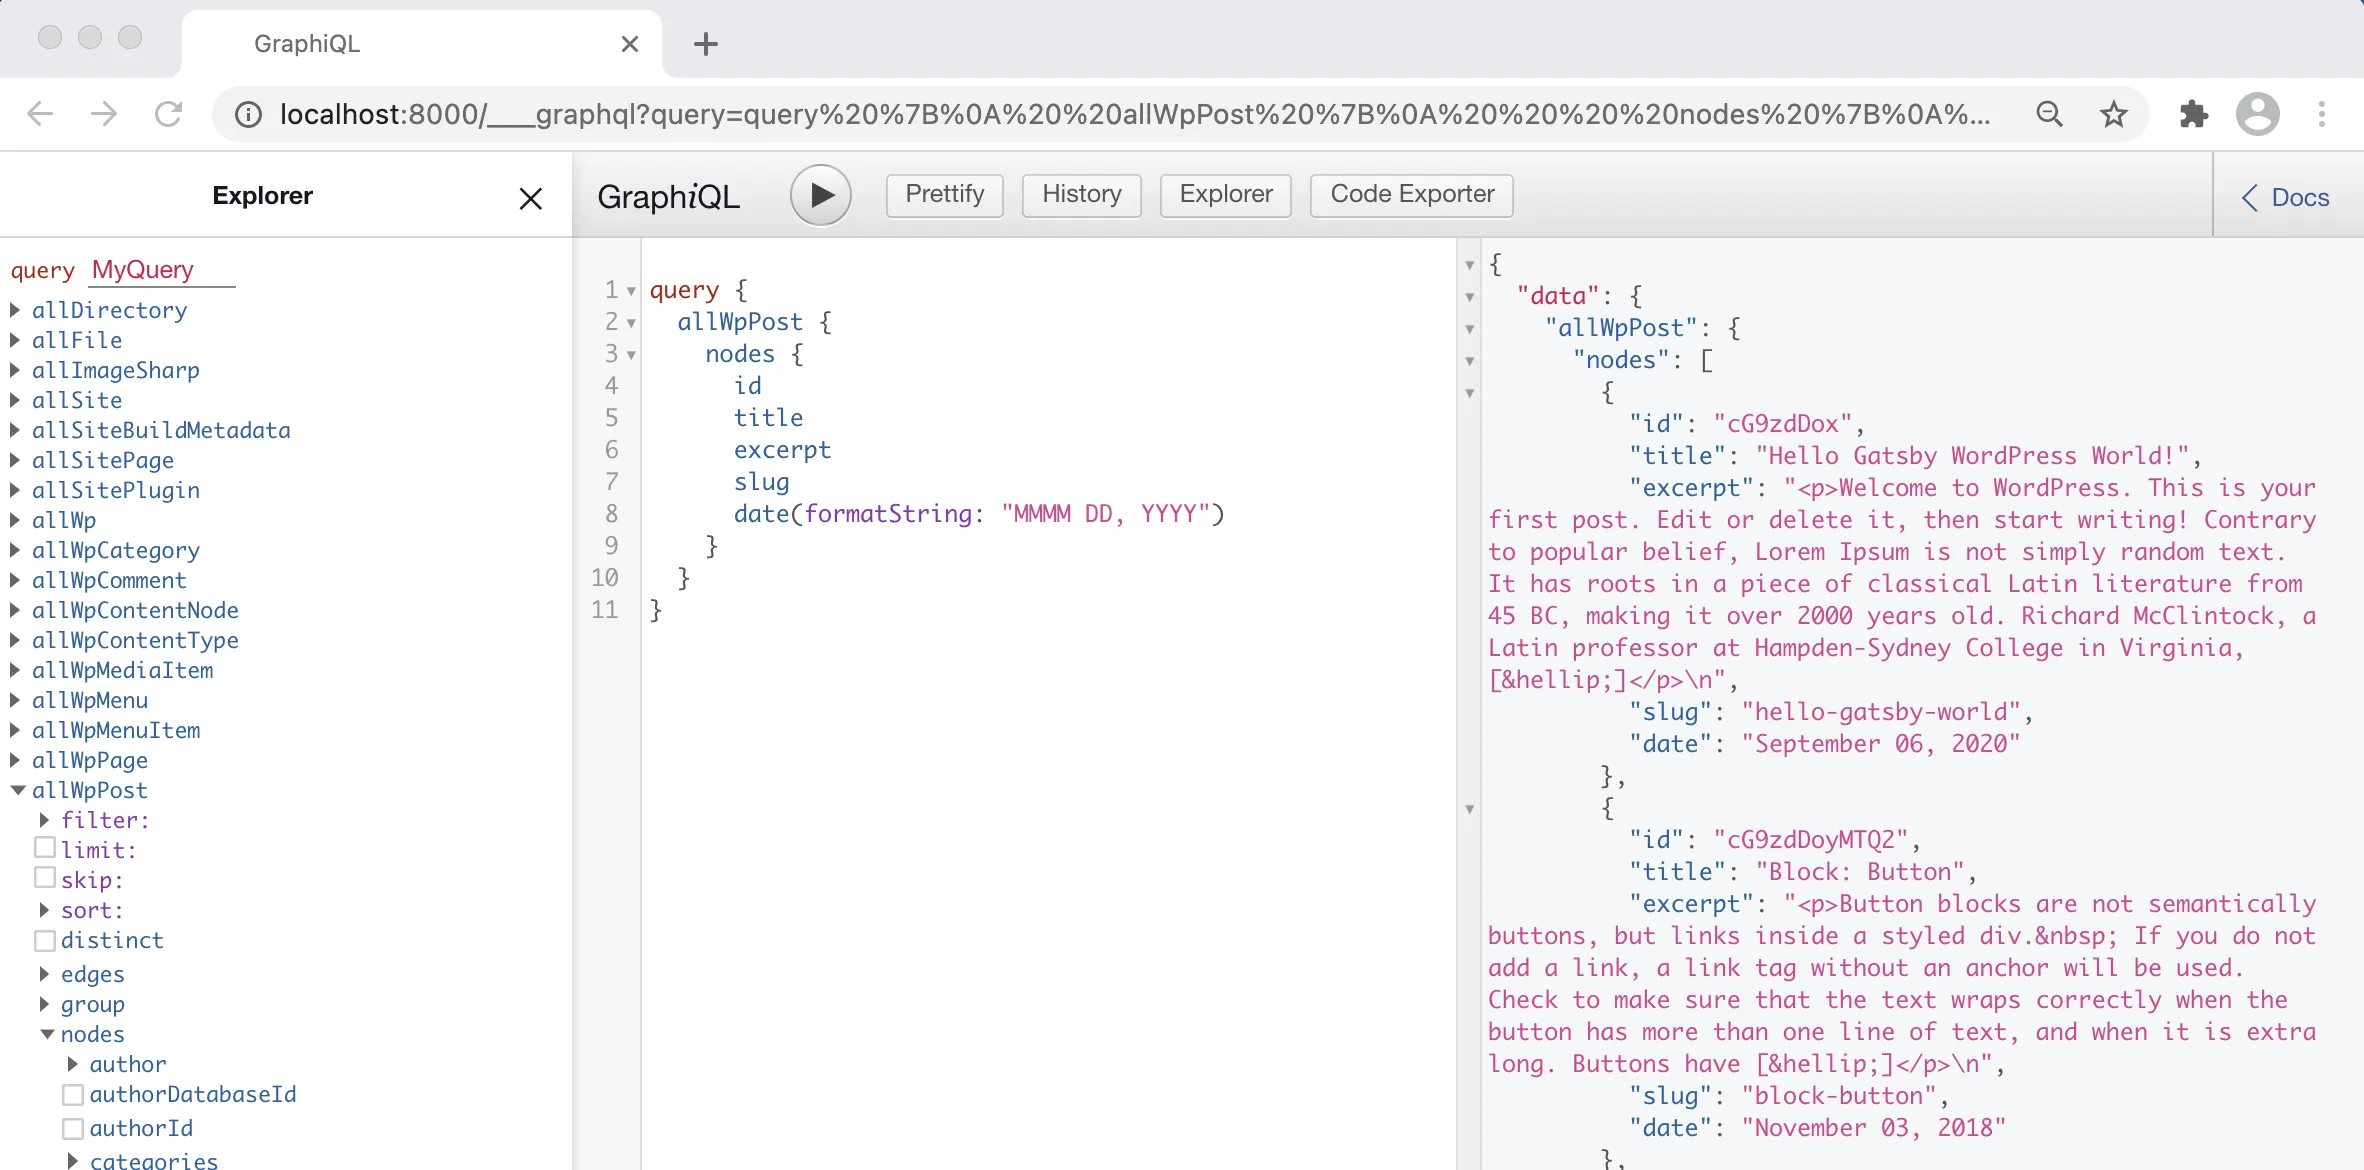 GraphiQL
localhost:8000/___graphql?query=query%20%7B%0A%20%20allWpPost%20%7B%0A%20%20%20%20nodes%20%7B%0A%...
Explorer
GraphiQL
Prettify
History
Explorer
Code Exporter
Docs
query MyQuery
allDirectory
allFile
allImageSharp
allSite
allSiteBuildMetadata
allSitePage
allSitePlugin
allWp
allWpCategory
allWpComment
allWpContentNode
allWpContentType
allWpMediaItem
allWpMenu
allWpMenuItem
allWpPage
allWpPost
filter:
limit:
skip:
sort:
distinct
edges
group
nodes
author
authorDatabaseId
authorId
categories
1 query {
2 allWpPost {
3 nodes {
4 id
5 title
6 excerpt
7 slug
8 date(formatString: "MMMM DD, YYYY")
9 }
10 }
11 }
{
"data": {
"allWpPost": {
"nodes": [
{
"id": "cG9zdDox",
"title": "Hello Gatsby WordPress World!",
"excerpt": "<p>Welcome to WordPress. This is your
first post. Edit or delete it, then start writing! Contrary
to popular belief, Lorem Ipsum is not simply random text.
It has roots in a piece of classical Latin literature from
45 BC, making it over 2000 years old. Richard McClintock, a
Latin professor at Hampden-Sydney College in Virginia,
[&hellip;]</p>\n",
"slug": "hello-gatsby-world",
"date": "September 06, 2020"
},
{
"id": "cG9zdDoyMTQ2",
"title": "Block: Button",
"excerpt": "<p>Button blocks are not semantically
buttons, but links inside a styled div.&nbsp; If you do not
add a link, a link tag without an anchor will be used.
Check to make sure that the text wraps correctly when the
button has more than one line of text, and when it is extra
long. Buttons have [&hellip;]</p>\n",
"slug": "block-button",
"date": "November 03, 2018"
},